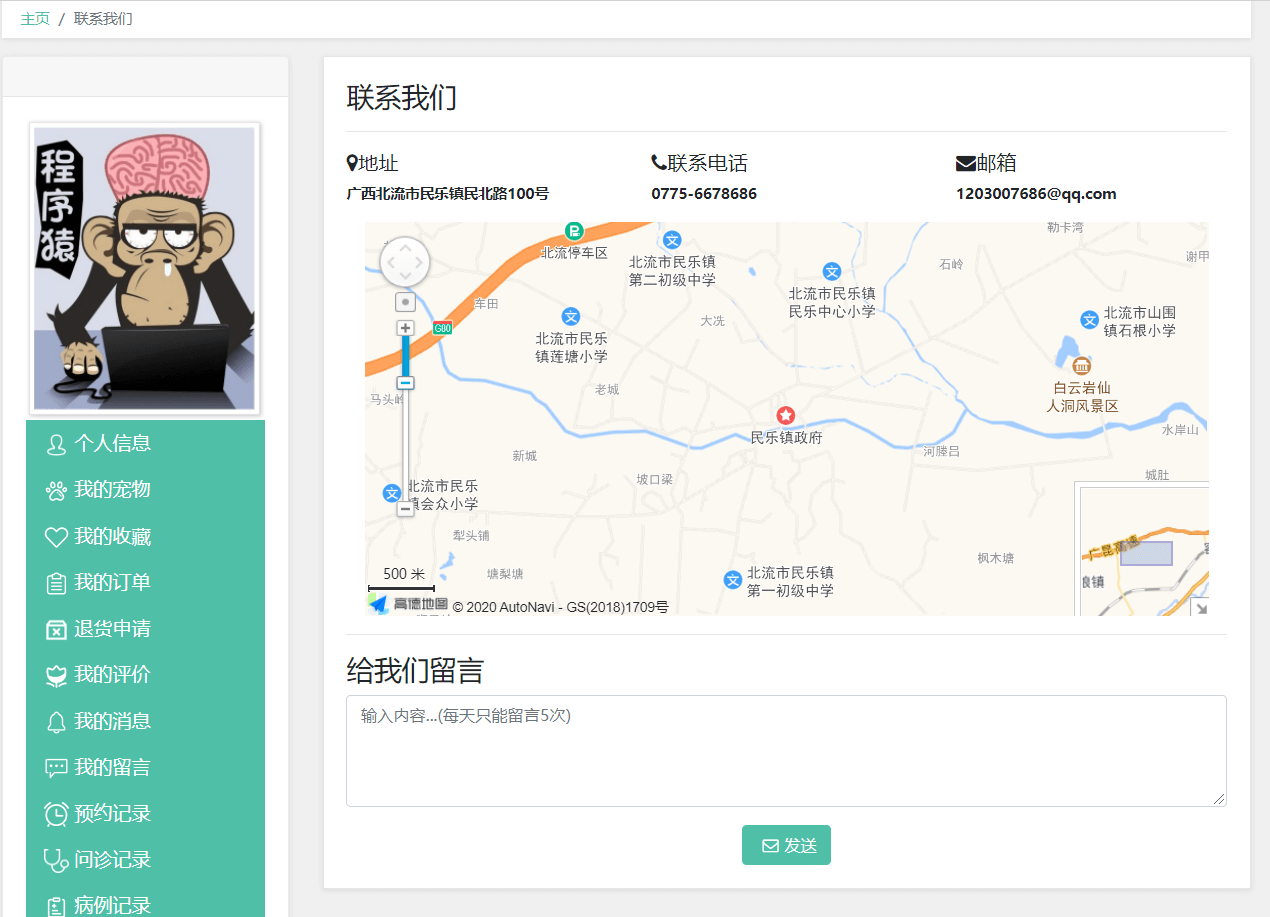 主页 / 联系我们
程序猿
个人信息
我的宠物
我的收藏
我的订单
退货申请
我的评价
我的消息
我的留言
预约记录
问诊记录
病例记录
联系我们
地址
广西北流市民乐镇民北路100号
联系电话
0775-6678686
邮箱
1203007686@qq.com
北流停车区
北流市民乐镇
第二初级中学
勒卡湾
石岭
谢甲
北流市民乐镇
民乐中心小学
车田
G80
大冼
北流市山围
镇石根小学
北流市民乐
镇莲塘小学
老城
马头岭
白云岩仙
人洞风景区
民乐镇政府
水岸山
河塍吕
新城
坡口梁
城肚
北流市民乐
镇会众小学
犁头铺
塘梨塘
枫木塘
北流市民乐镇
第一初级中学
广昆高速
500 米
高德地图 © 2020 AutoNavi - GS(2018)1709号
给我们留言
输入内容...(每天只能留言5次)
发送